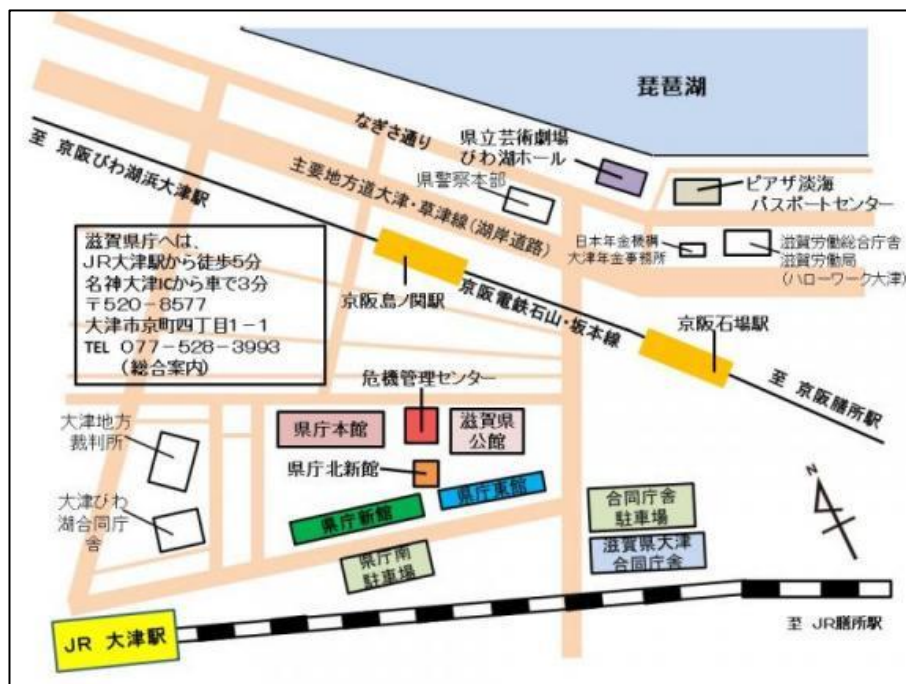 琵琶湖
なぎさ通り
県立芸術劇場
びわ湖ホール
至 京阪びわ湖浜大津駅
主要地方道大津・草津線(湖岸道路)
県警察本部
ピアザ淡海
パスポートセンター
日本年金機構
大津年金事務所
滋賀労働総合庁舎
滋賀労働局
(ハローワーク大津)
滋賀県庁へは、
JR大津駅から徒歩5分
名神大津ICから車で3分
〒520-8577
大津市京町四丁目1-1
TEL 077-528-3993
(総合案内)
京阪島ノ関駅
京阪電鉄石山・坂本線
京阪石場駅
至 京阪膳所駅
危機管理センター
大津地方
裁判所
県庁本館
滋賀県
公館
県庁北新館
県庁東館
大津びわ
湖合同庁
舎
県庁新館
合同庁舎
駐車場
県庁南
駐車場
滋賀県大津
合同庁舎
N
JR 大津駅
至 JR膳所駅